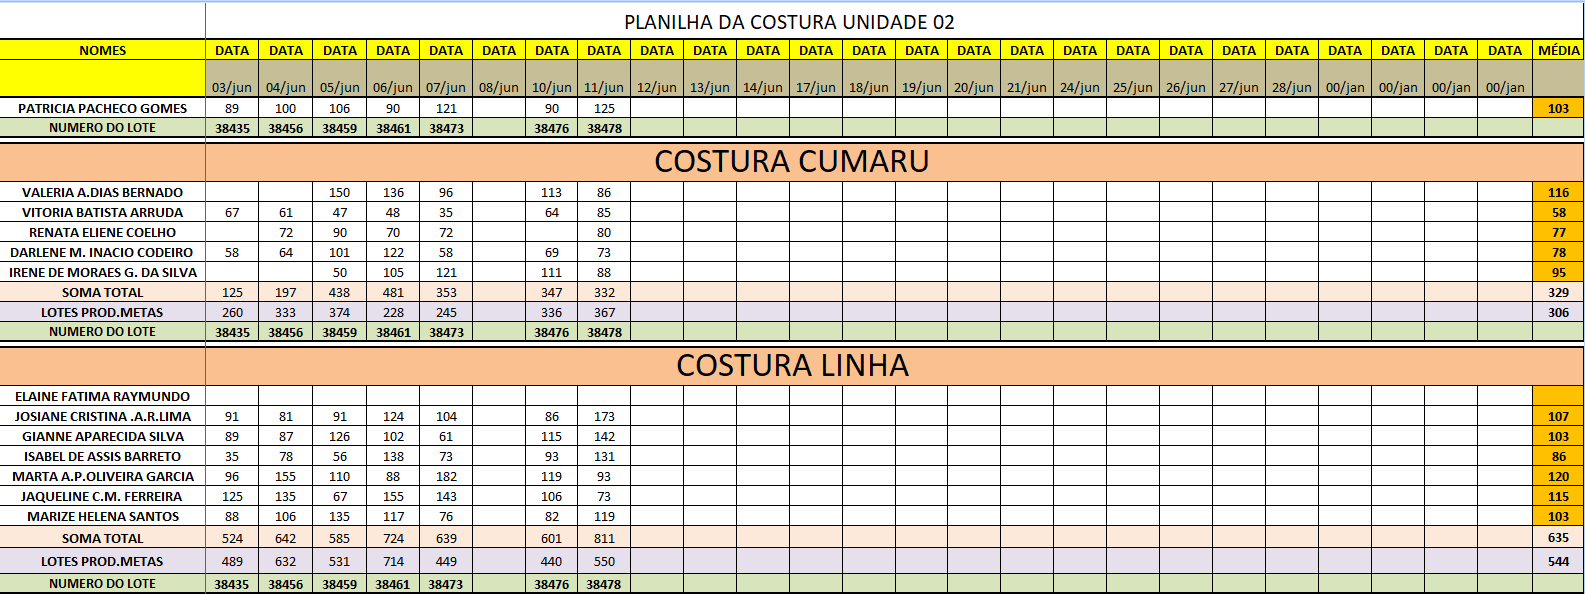 PLANILHA DA COSTURA UNIDADE 02
NOMES DATA DATA DATA DATA DATA DATA DATA DATA DATA DATA DATA DATA DATA DATA DATA DATA DATA DATA DATA DATA DATA DATA DATA DATA DATA MÉDIA
03/jun 04/jun 05/jun 06/jun 07/jun 08/jun 10/jun 11/jun 12/jun 13/jun 14/jun 17/jun 18/jun 19/jun 20/jun 21/jun 24/jun 25/jun 26/jun 27/jun 28/jun 00/jan 00/jan 00/jan 00/jan
PATRICIA PACHECO GOMES 89 100 106 90 121 90 125 103
NUMERO DO LOTE 38435 38456 38459 38461 38473 38476 38478
COSTURA CUMARU
VALERIA A.DIAS BERNADO 150 136 96 113 86 116
VITORIA BATISTA ARRUDA 67 61 47 48 35 64 85 58
RENATA ELIENE COELHO 72 90 70 72 80 77
DARLENE M. INACIO CODEIRO 58 64 101 122 58 69 73 78
IRENE DE MORAES G. DA SILVA 50 105 121 111 88 95
SOMA TOTAL 125 197 438 481 353 347 332 329
LOTES PROD.METAS 260 333 374 228 245 336 367 306
NUMERO DO LOTE 38435 38456 38459 38461 38473 38476 38478
COSTURA LINHA
ELAINE FATIMA RAYMUNDO
JOSIANE CRISTINA .A.R.LIMA 91 81 91 124 104 86 173 107
GIANNE APARECIDA SILVA 89 87 126 102 61 115 142 103
ISABEL DE ASSIS BARRETO 35 78 56 138 73 93 131 86
MARTA A.P.OLIVEIRA GARCIA 96 155 110 88 182 119 93 120
JAQUELINE C.M. FERREIRA 125 135 67 155 143 106 73 115
MARIZE HELENA SANTOS 88 106 135 117 76 82 119 103
SOMA TOTAL 524 642 585 724 639 601 811 635
LOTES PROD.METAS 489 632 531 714 449 440 550 544
NUMERO DO LOTE 38435 38456 38459 38461 38473 38476 38478